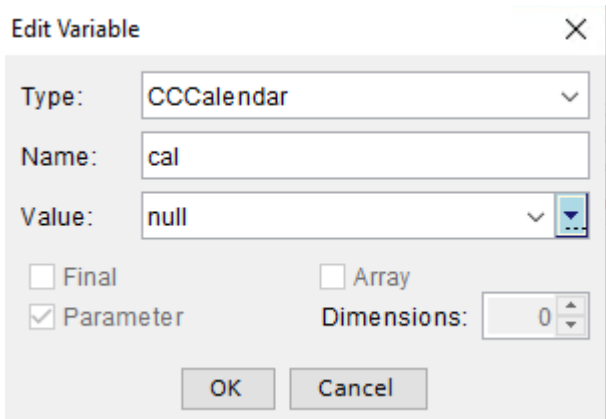 Edit Variable
Type: CCCalendar
Name: cal
Value: null
Final Array
Parameter Dimensions: 0
OK Cancel